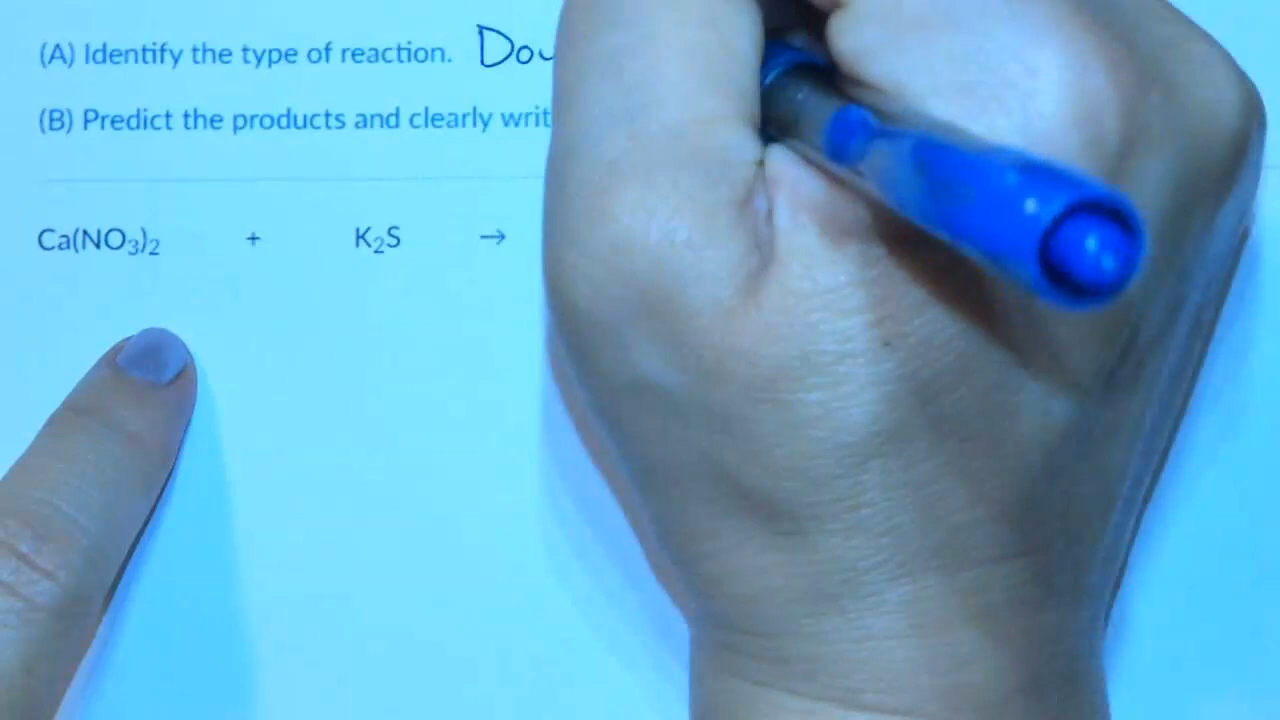 (A) Identify the type of reaction. Dou
(B) Predict the products and clearly writ
Ca(NO₃)₂ + K₂S →